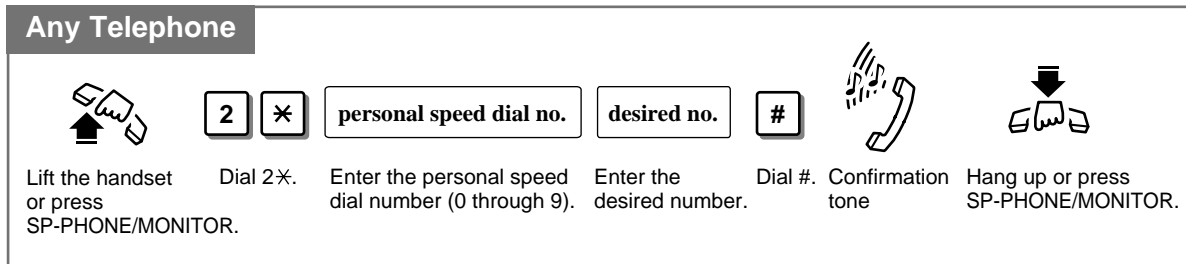 Any Telephone
2 ✳ personal speed dial no. desired no. #
Lift the handset
or press
SP-PHONE/MONITOR.
Dial 2✳.
Enter the personal speed
dial number (0 through 9).
Enter the
desired number.
Dial #.
Confirmation
tone
Hang up or press
SP-PHONE/MONITOR.